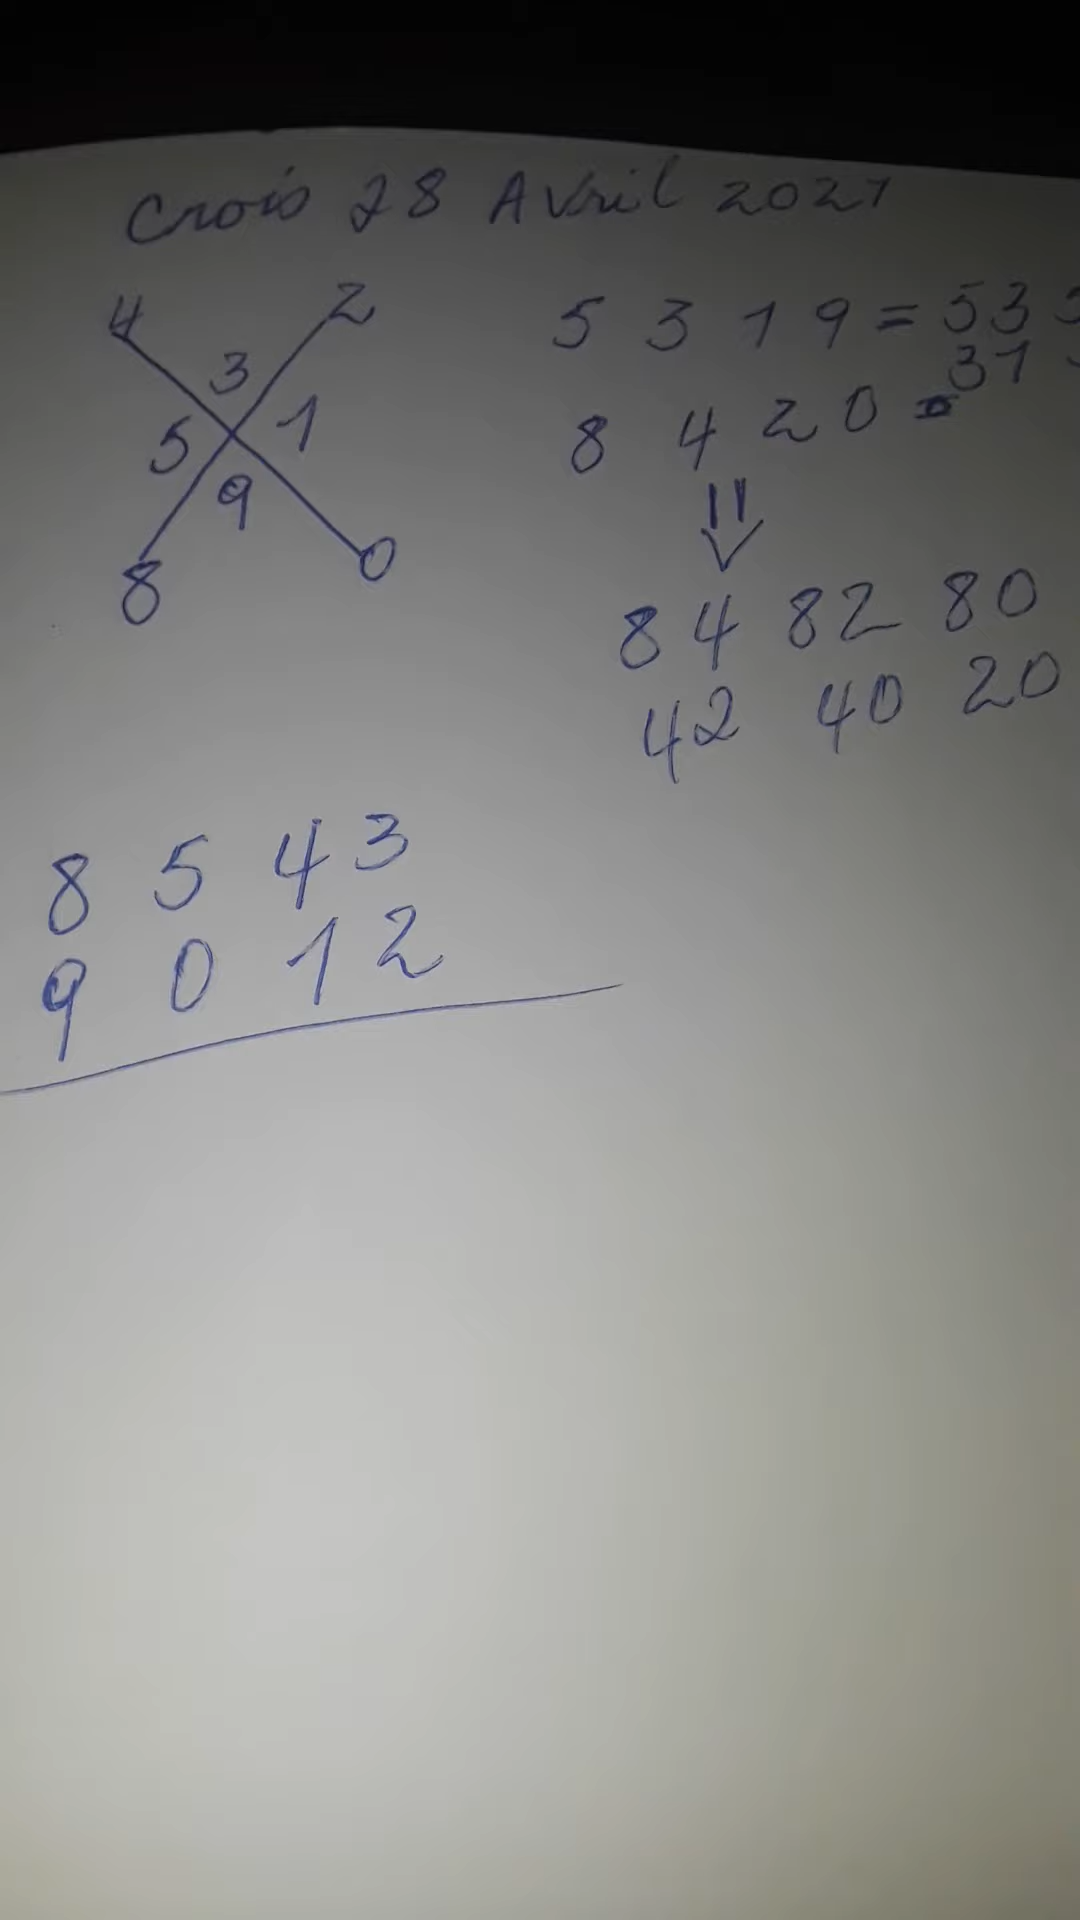 Crois 28 Avril 2021
4 2
3
5 1
9
8 0
5 3 1 9 = 53
31
8 4 2 0 =
84 82 80
42 40 20
8 5 4 3
9 0 1 2